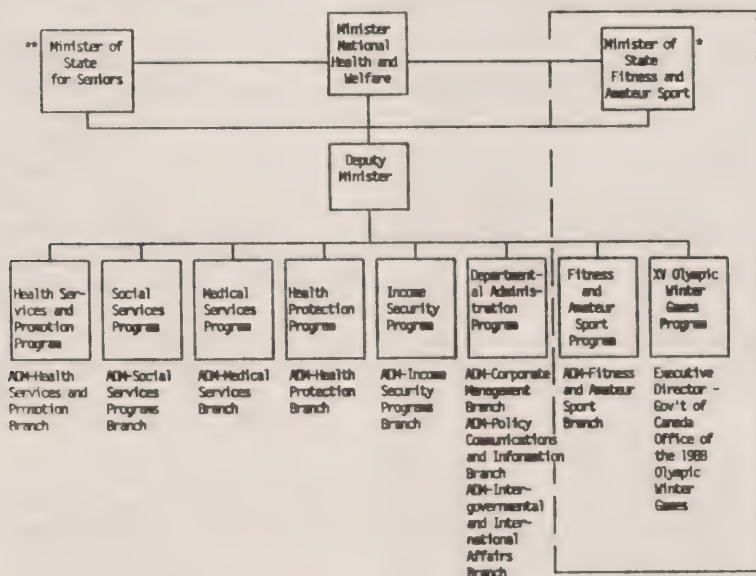 ** Minister of
State
for Seniors
Minister
National
Health and
Welfare
Minister of *
State
Fitness and
Amateur Sport
Deputy
Minister
Health Ser-
vices and
Promotion
Program
Social
Services
Program
Medical
Services
Program
Health
Protection
Program
Income
Security
Program
Department-
al Adminis-
tration
Program
Fitness
and
Amateur
Sport
Program
XV Olympic
Winter
Games
Program
ADM-Health
Services and
Promotion
Branch
ADM-Social
Services
Programs
Branch
ADM-Medical
Services
Branch
ADM-Health
Protection
Branch
ADM-Income
Security
Programs
Branch
ADM-Corporate
Management
Branch
ADM-Policy
Communications
and Information
Branch
ADM-Inter-
governmental
and Inter-
national
Affairs
Branch
ADM-Fitness
and Amateur
Sport
Branch
Executive
Director -
Gov't of
Canada
Office of
the 1988
Olympic
Winter
Games